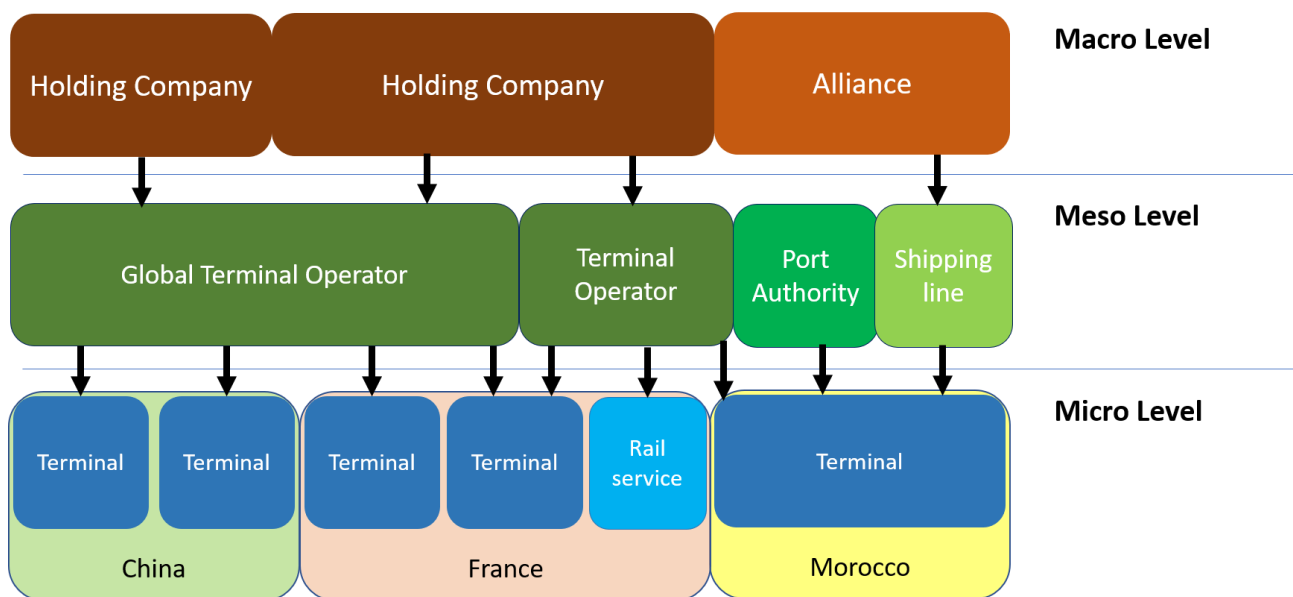 Holding Company
Holding Company
Alliance
Macro Level
Global Terminal Operator
Terminal
Operator
Port
Authority
Shipping
line
Meso Level
Terminal
Terminal
Terminal
Terminal
Rail
service
Terminal
Micro Level
China
France
Morocco